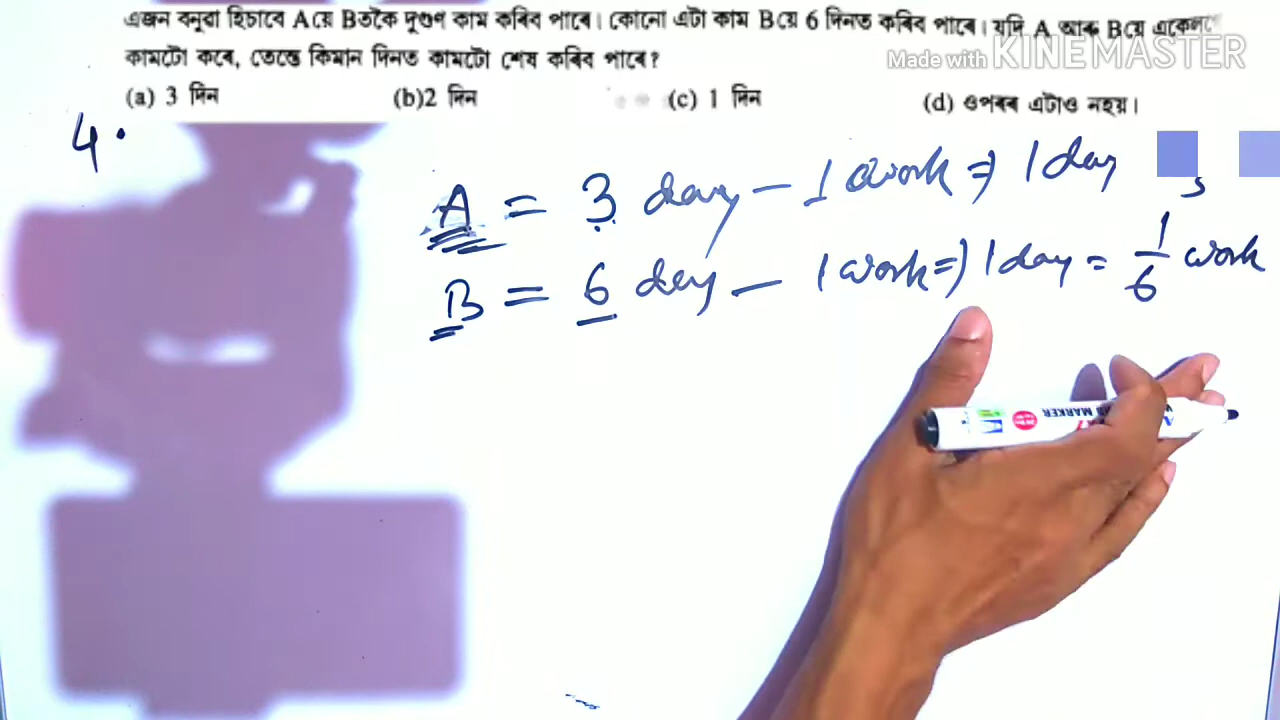 এজন বনুৱা হিচাবে Aয়ে Bতকৈ দুগুণ কাম কৰিব পাৰে। কোনো এটা কাম Bয়ে 6 দিনত কৰিব পাৰে। যদি A আৰু Bয়ে
কামটো কৰে, তেন্তে কিমান দিনত কামটো শেষ কৰিব পাৰে?
Made with KINEMASTER
(a) 3 দিন (b)2 দিন (c) 1 দিন (d) ওপৰৰ এটাও নহয়।
4.
A = 3 day - 1 work => 1 day
B = 6 day - 1 work => 1 day = 1/6 work
MARKER